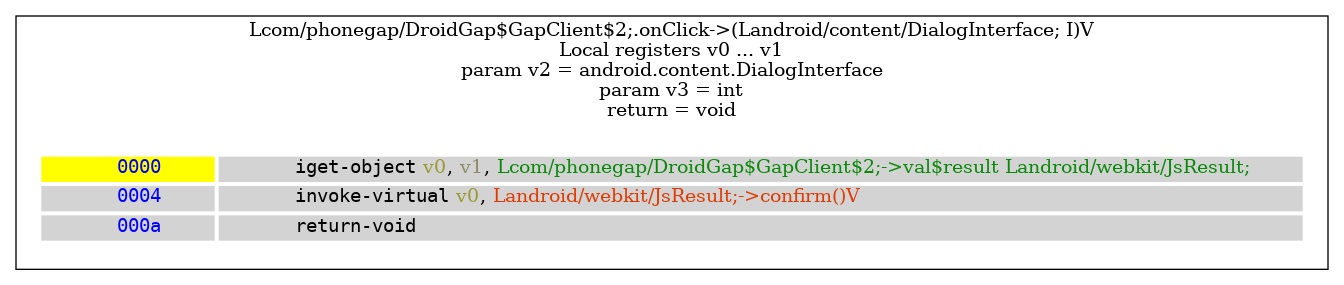 Lcom/phonegap/DroidGap$GapClient$2;.onClick->(Landroid/content/DialogInterface; I)V
Local registers v0 ... v1
param v2 = android.content.DialogInterface
param v3 = int
return = void
0000 iget-object v0, v1, Lcom/phonegap/DroidGap$GapClient$2;->val$result Landroid/webkit/JsResult;
0004 invoke-virtual v0, Landroid/webkit/JsResult;->confirm()V
000a return-void